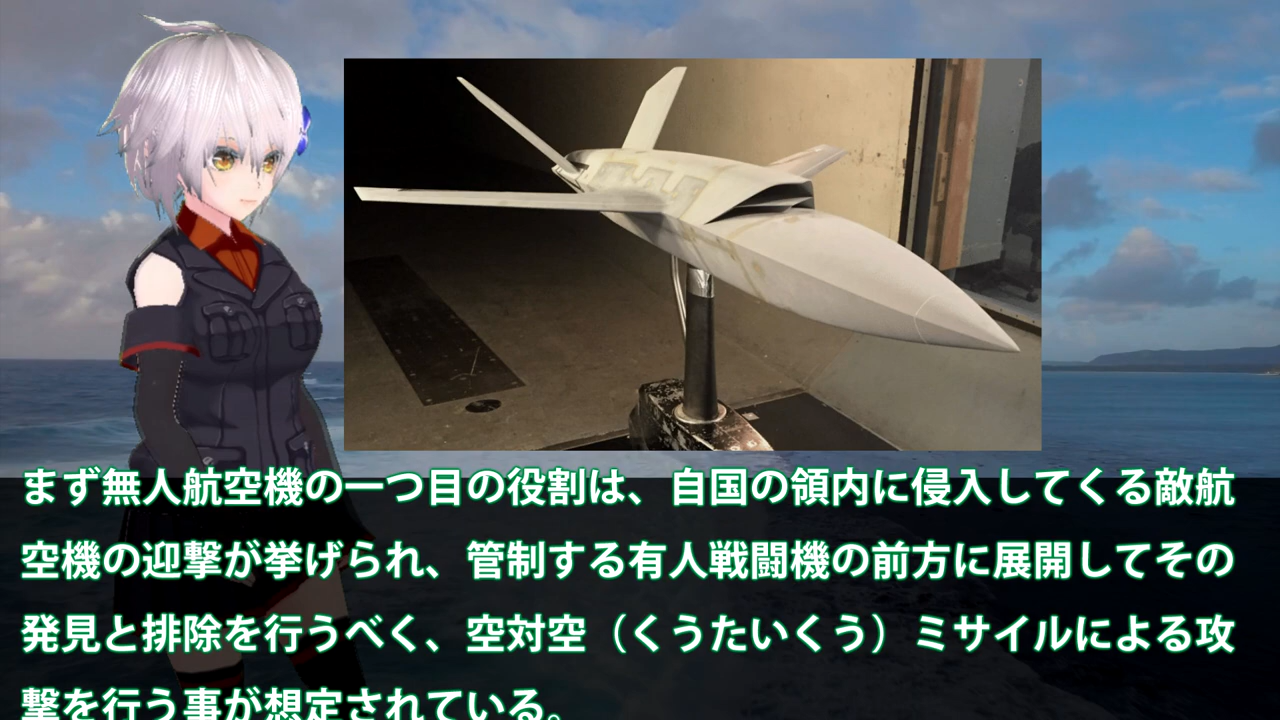 まず無人航空機の一つ目の役割は、自国の領内に侵入してくる敵航
空機の迎撃が挙げられ、管制する有人戦闘機の前方に展開してその
発見と排除を行うべく、空対空（くうたいくう）ミサイルによる攻
撃を行う事が想定されている。